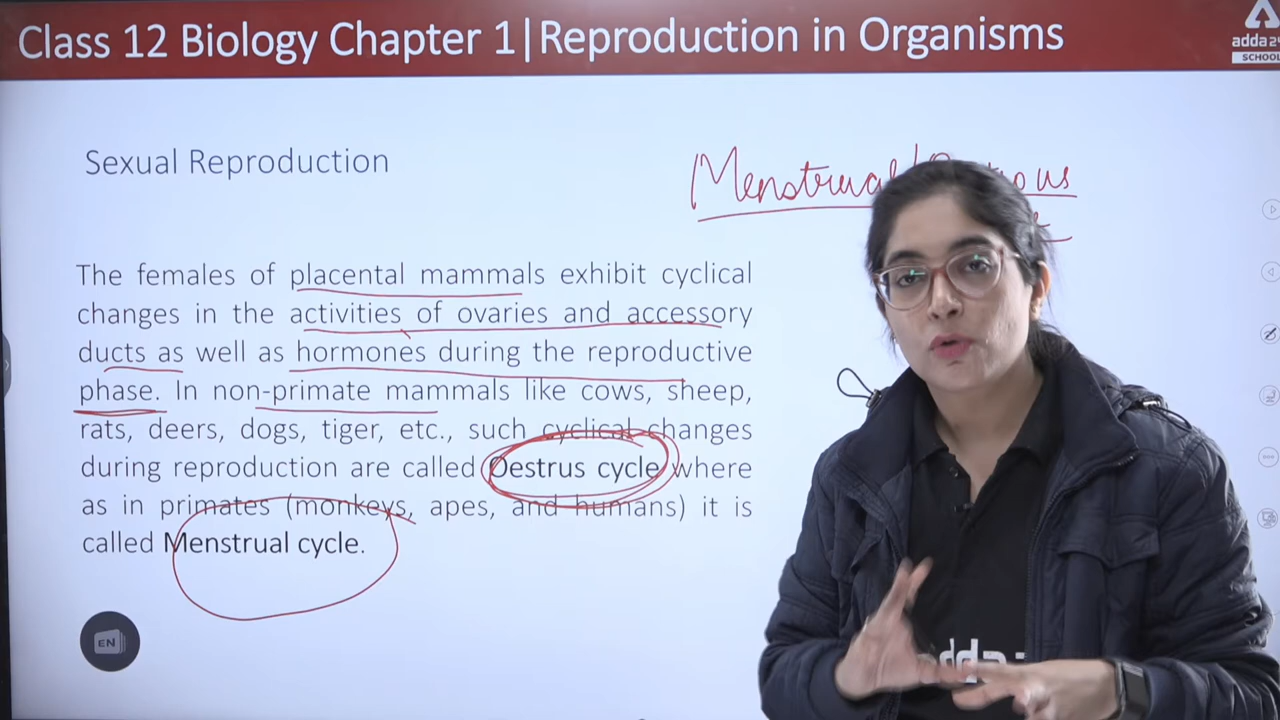 Class 12 Biology Chapter 1|Reproduction in Organisms
adda24
SCHOOL
Sexual Reproduction
Menstrual
The females of placental mammals exhibit cyclical
changes in the activities of ovaries and accessory
ducts as well as hormones during the reproductive
phase. In non-primate mammals like cows, sheep,
rats, deers, dogs, tiger, etc., such cyclical changes
during reproduction are called Oestrus cycle where
as in primates (monkeys, apes, and humans) it is
called Menstrual cycle.
EN